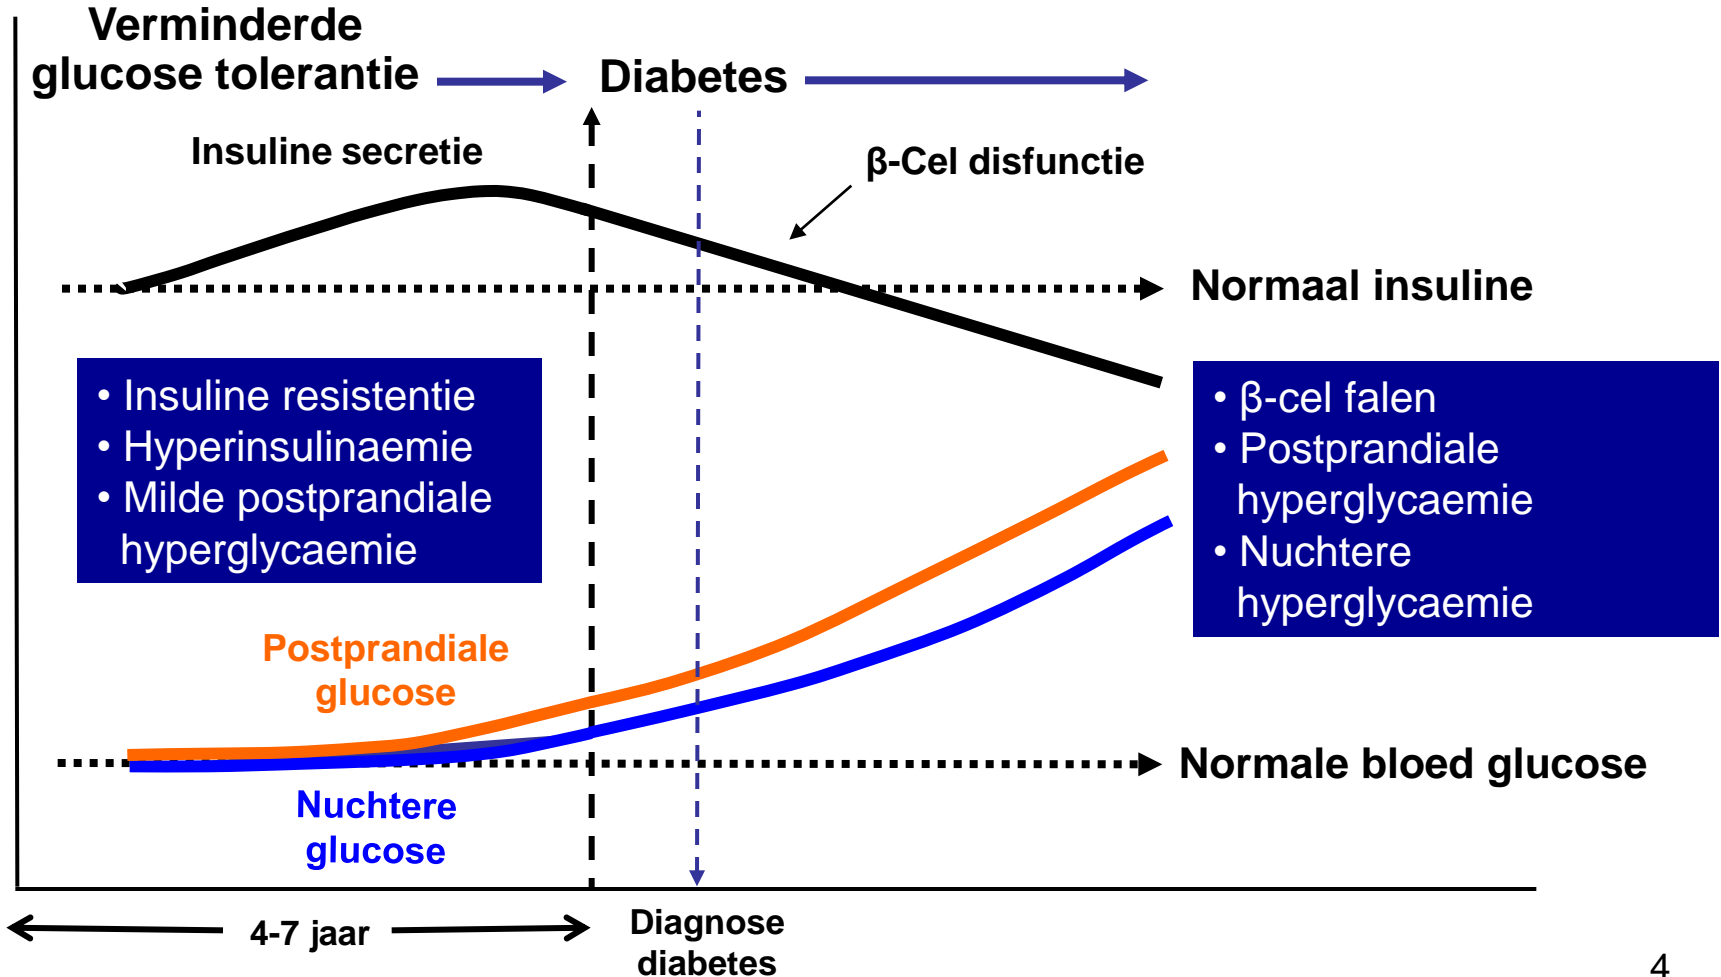 Verminderde
glucose tolerantie
Diabetes
Insuline secretie
β-Cel disfunctie
Normaal insuline
• Insuline resistentie
• Hyperinsulinaemie
• Milde postprandiale
hyperglycaemie
• β-cel falen
• Postprandiale
hyperglycaemie
• Nuchtere
hyperglycaemie
Postprandiale
glucose
Normale bloed glucose
Nuchtere
glucose
4-7 jaar
Diagnose
diabetes
4